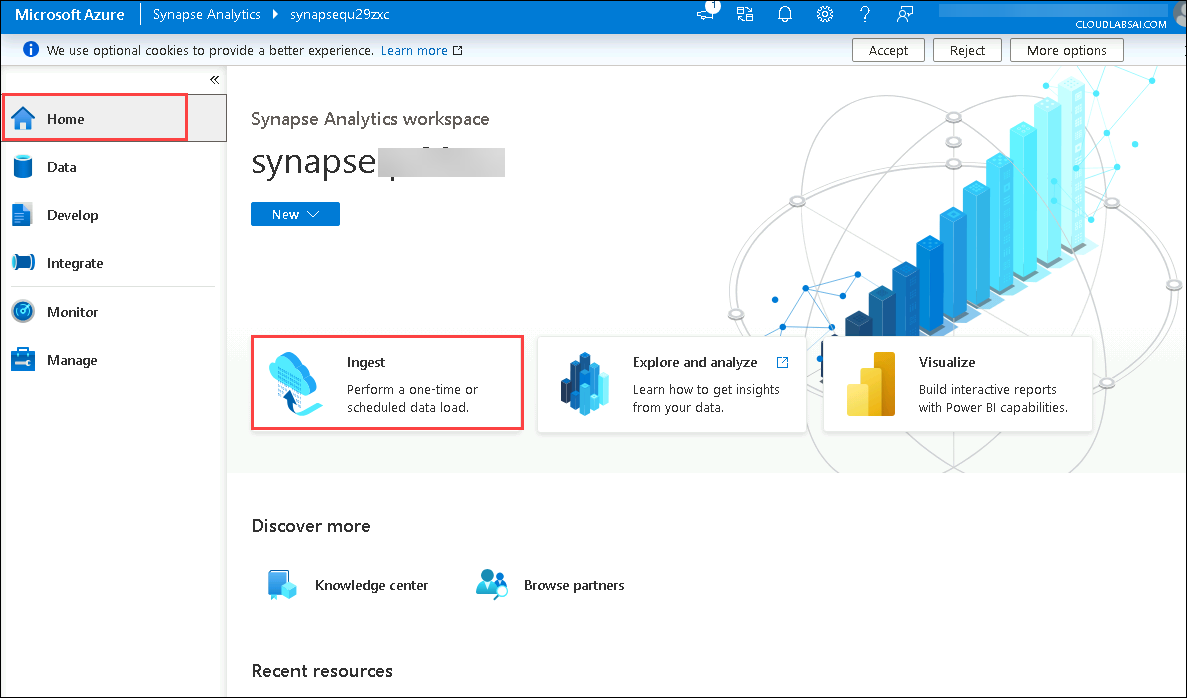 Microsoft Azure Synapse Analytics synapsequ29zxc 1
CLOUDLABSAI.COM
We use optional cookies to provide a better experience. Learn more Accept Reject More options
Home
Data
Develop
Integrate
Monitor
Manage
Synapse Analytics workspace
synapse
New
Ingest
Perform a one-time or
scheduled data load.
Explore and analyze
Learn how to get insights
from your data.
Visualize
Build interactive reports
with Power BI capabilities.
Discover more
Knowledge center
Browse partners
Recent resources